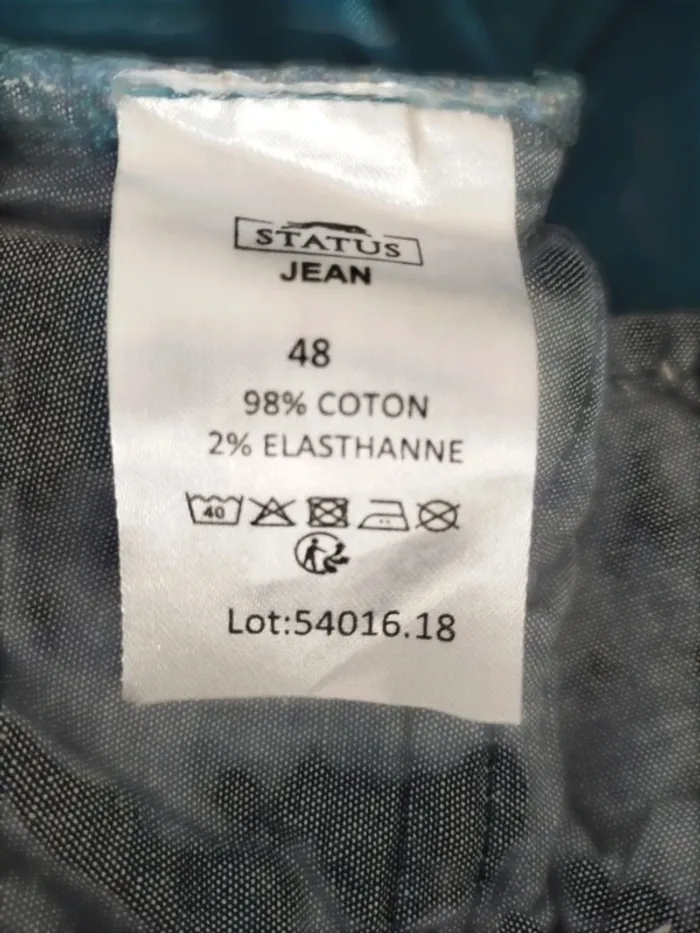 STATUS
JEAN
48
98% COTON
2% ELASTHANNE
40
Lot:54016.18